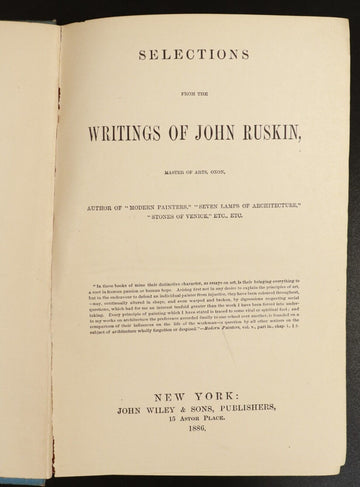 SELECTIONS
FROM THE
WRITINGS OF JOHN RUSKIN,
MASTER OF ARTS, OXON,
AUTHOR OF "MODERN PAINTERS," "SEVEN LAMPS OF ARCHITECTURE,"
"STONES OF VENICE," ETC., ETC.
"In these books of mine their distinctive character, as essays on art, is their bringing everything to
a root in human passion or human hope. Arising first not in any desire to explain the principles of art,
but in the endeavour to defend an individual painter from injustice, they have been coloured throughout,
—nay, continually altered in shape, and even warped and broken, by digressions respecting social
questions, which had for me an interest tenfold greater than the work I have been forced into under-
taking. Every principle of painting which I have stated is traced to some vital or spiritual fact; and
in my works on architecture the preference accorded finally to one school over another, is founded on a
comparison of their influences on the life of the workman—a question by all other writers on the
subject of architecture wholly forgotten or despised."—Modern Painters, vol. v., part ix., chap. i., §
NEW YORK:
JOHN WILEY & SONS, PUBLISHERS,
15 ASTOR PLACE.
1886.